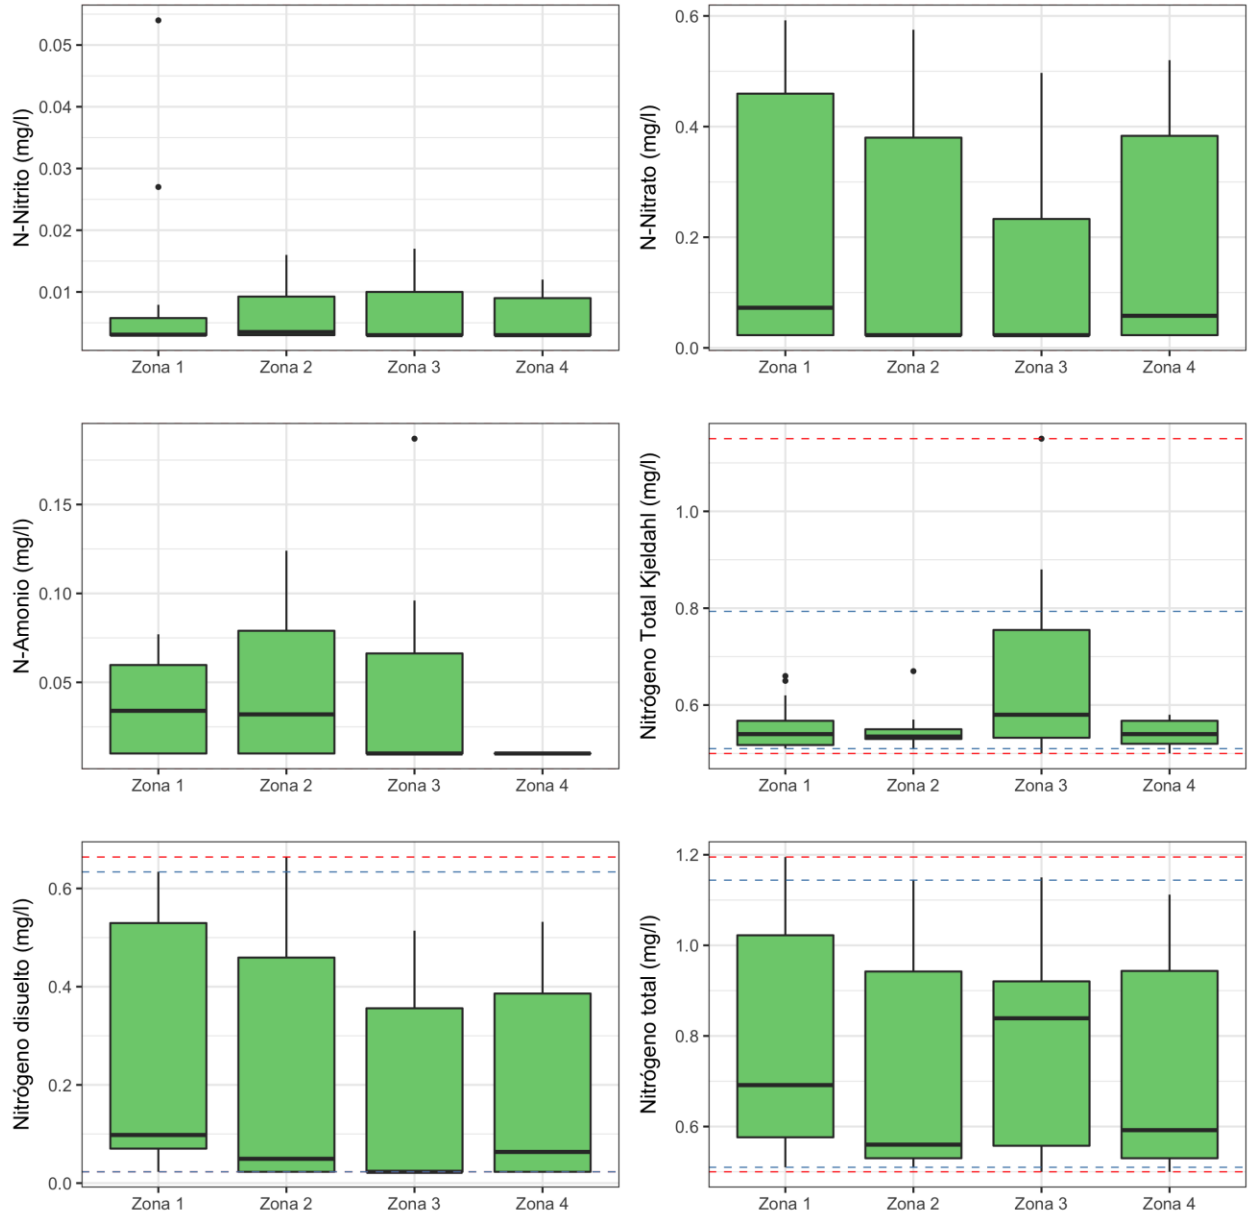 N-Nitrito (mg/l)
0.05
0.04
0.03
0.02
0.01
Zona 1 Zona 2 Zona 3 Zona 4
N-Nitrato (mg/l)
0.6
0.4
0.2
0.0
Zona 1 Zona 2 Zona 3 Zona 4
N-Amonio (mg/l)
0.15
0.10
0.05
Zona 1 Zona 2 Zona 3 Zona 4
Nitrógeno Total Kjeldahl (mg/l)
1.0
0.8
0.6
Zona 1 Zona 2 Zona 3 Zona 4
Nitrógeno disuelto (mg/l)
0.6
0.4
0.2
0.0
Zona 1 Zona 2 Zona 3 Zona 4
Nitrógeno total (mg/l)
1.2
1.0
0.8
0.6
Zona 1 Zona 2 Zona 3 Zona 4